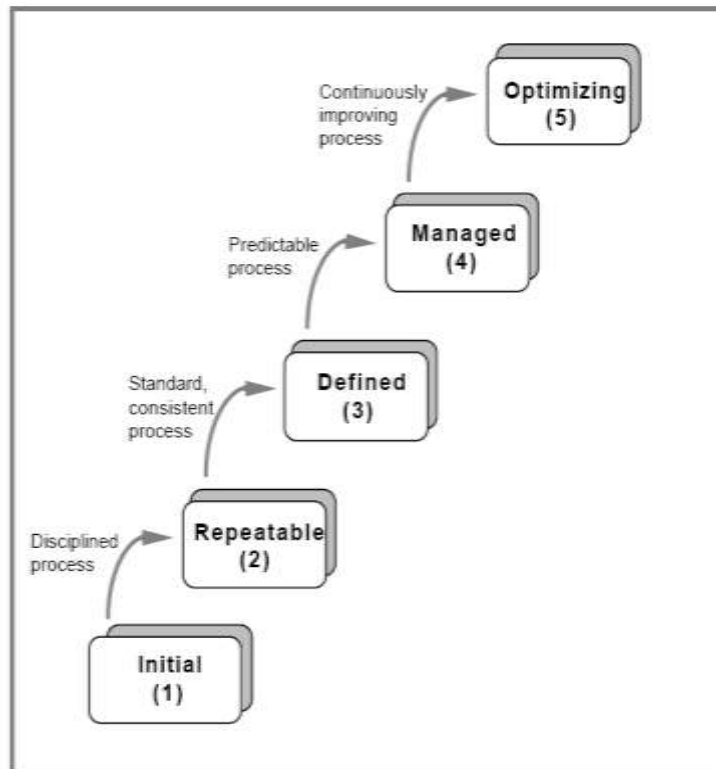 Continuously
improving
process
Optimizing
(5)
Predictable
process
Managed
(4)
Standard,
consistent
process
Defined
(3)
Disciplined
process
Repeatable
(2)
Initial
(1)